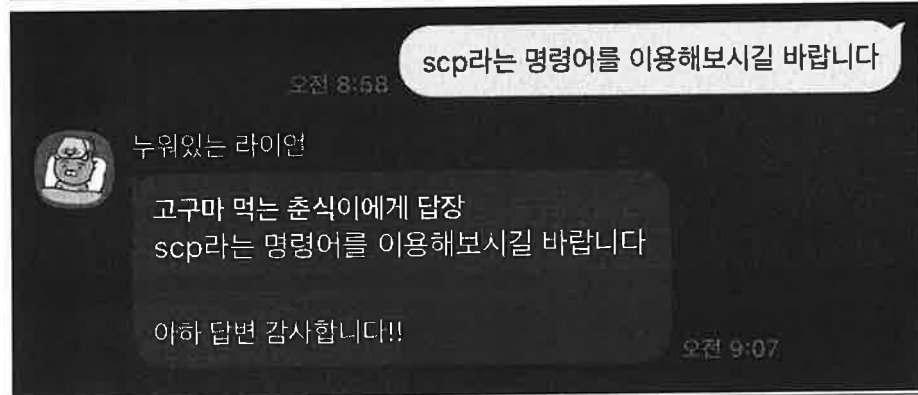 scp라는 명령어를 이용해보시길 바랍니다
오전 8:58
누워있는 라이언
고구마 먹는 춘식이에게 답장
scp라는 명령어를 이용해보시길 바랍니다
아하 답변 감사합니다!!
오전 9:07